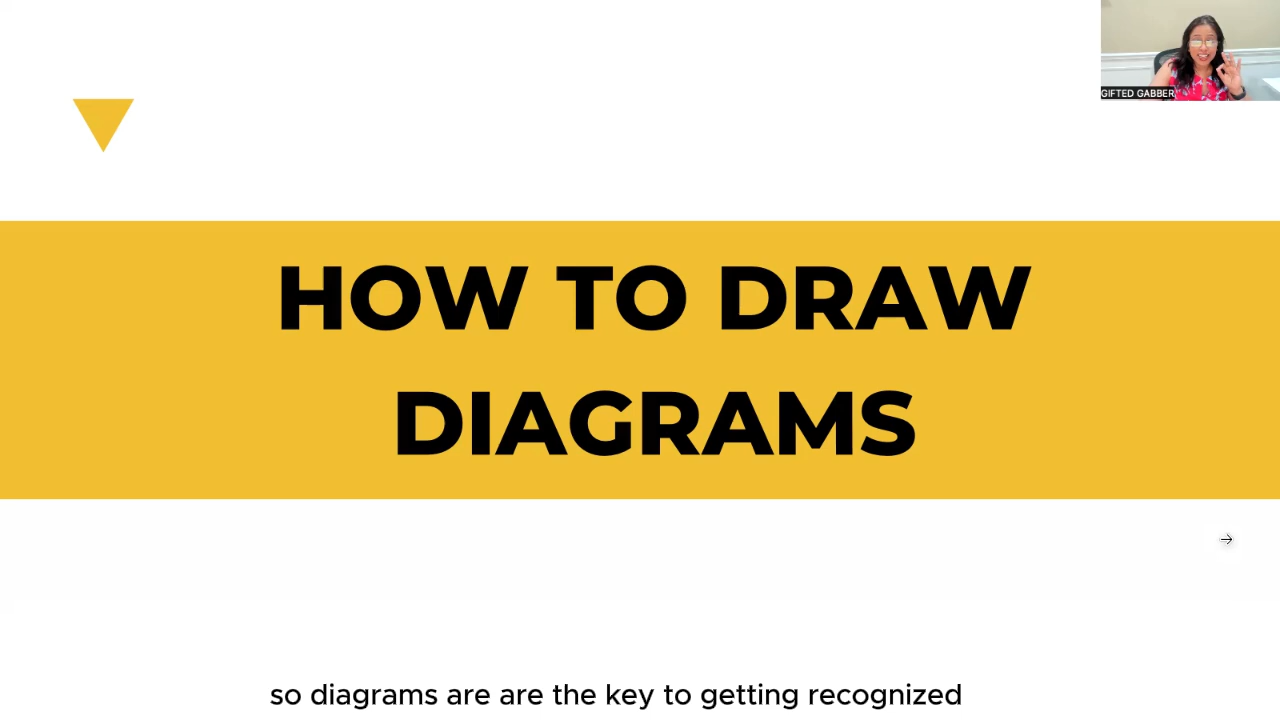 GIFTED GABBER
HOW TO DRAW
DIAGRAMS
so diagrams are are the key to getting recognized